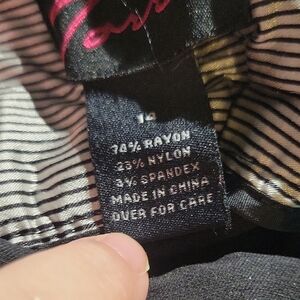 14
74% RAYON
23% NYLON
3% SPANDEX
MADE IN CHINA
OVER FOR CARE